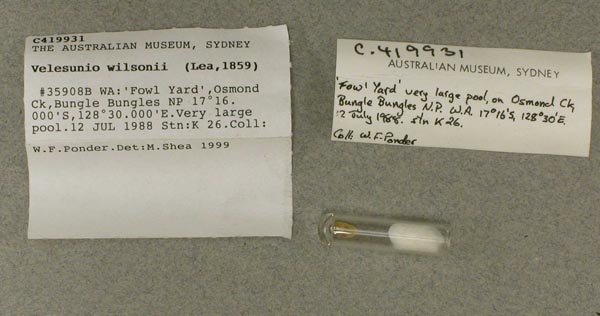 C419931
THE AUSTRALIAN MUSEUM, SYDNEY
Velesunio wilsonii (Lea,1859)
#35908B WA:'Fowl Yard',Osmond
Ck,Bungle Bungles NP 17°16.
000'S,128°30.000'E.Very large
pool.12 JUL 1988 Stn:K 26.Coll:
W.F.Ponder.Det:M.Shea 1999
C.419931
AUSTRALIAN MUSEUM, SYDNEY
'Fowl Yard' very large pool, on Osmond Ck,
Bungle Bungles N.P. W.A. 17°16'S, 128°30'E.
12 July 1988. stn K26.
Coll: W.F. Ponder